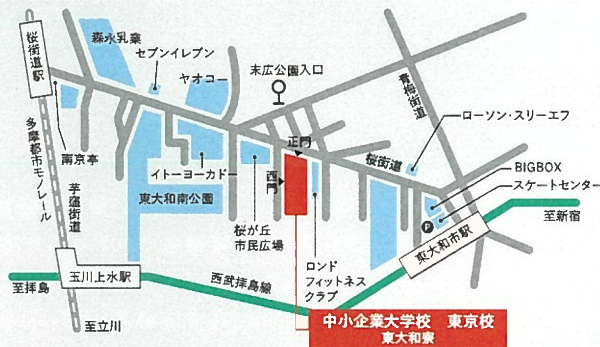 桜街道駅
森永乳業
セブンイレブン
ヤオコー
末広公園入口
青梅街道
多摩都市モノレール
芋窪街道
南京亭
イトーヨーカドー
東大和南公園
正門
西門
桜街道
ローソン・スリーエフ
BIGBOX
スケートセンター
P
至新宿
東大和市駅
桜が丘
市民広場
ロンド
フィットネス
クラブ
玉川上水駅
西武拝島線
至拝島
至立川
中小企業大学校 東京校
東大和寮